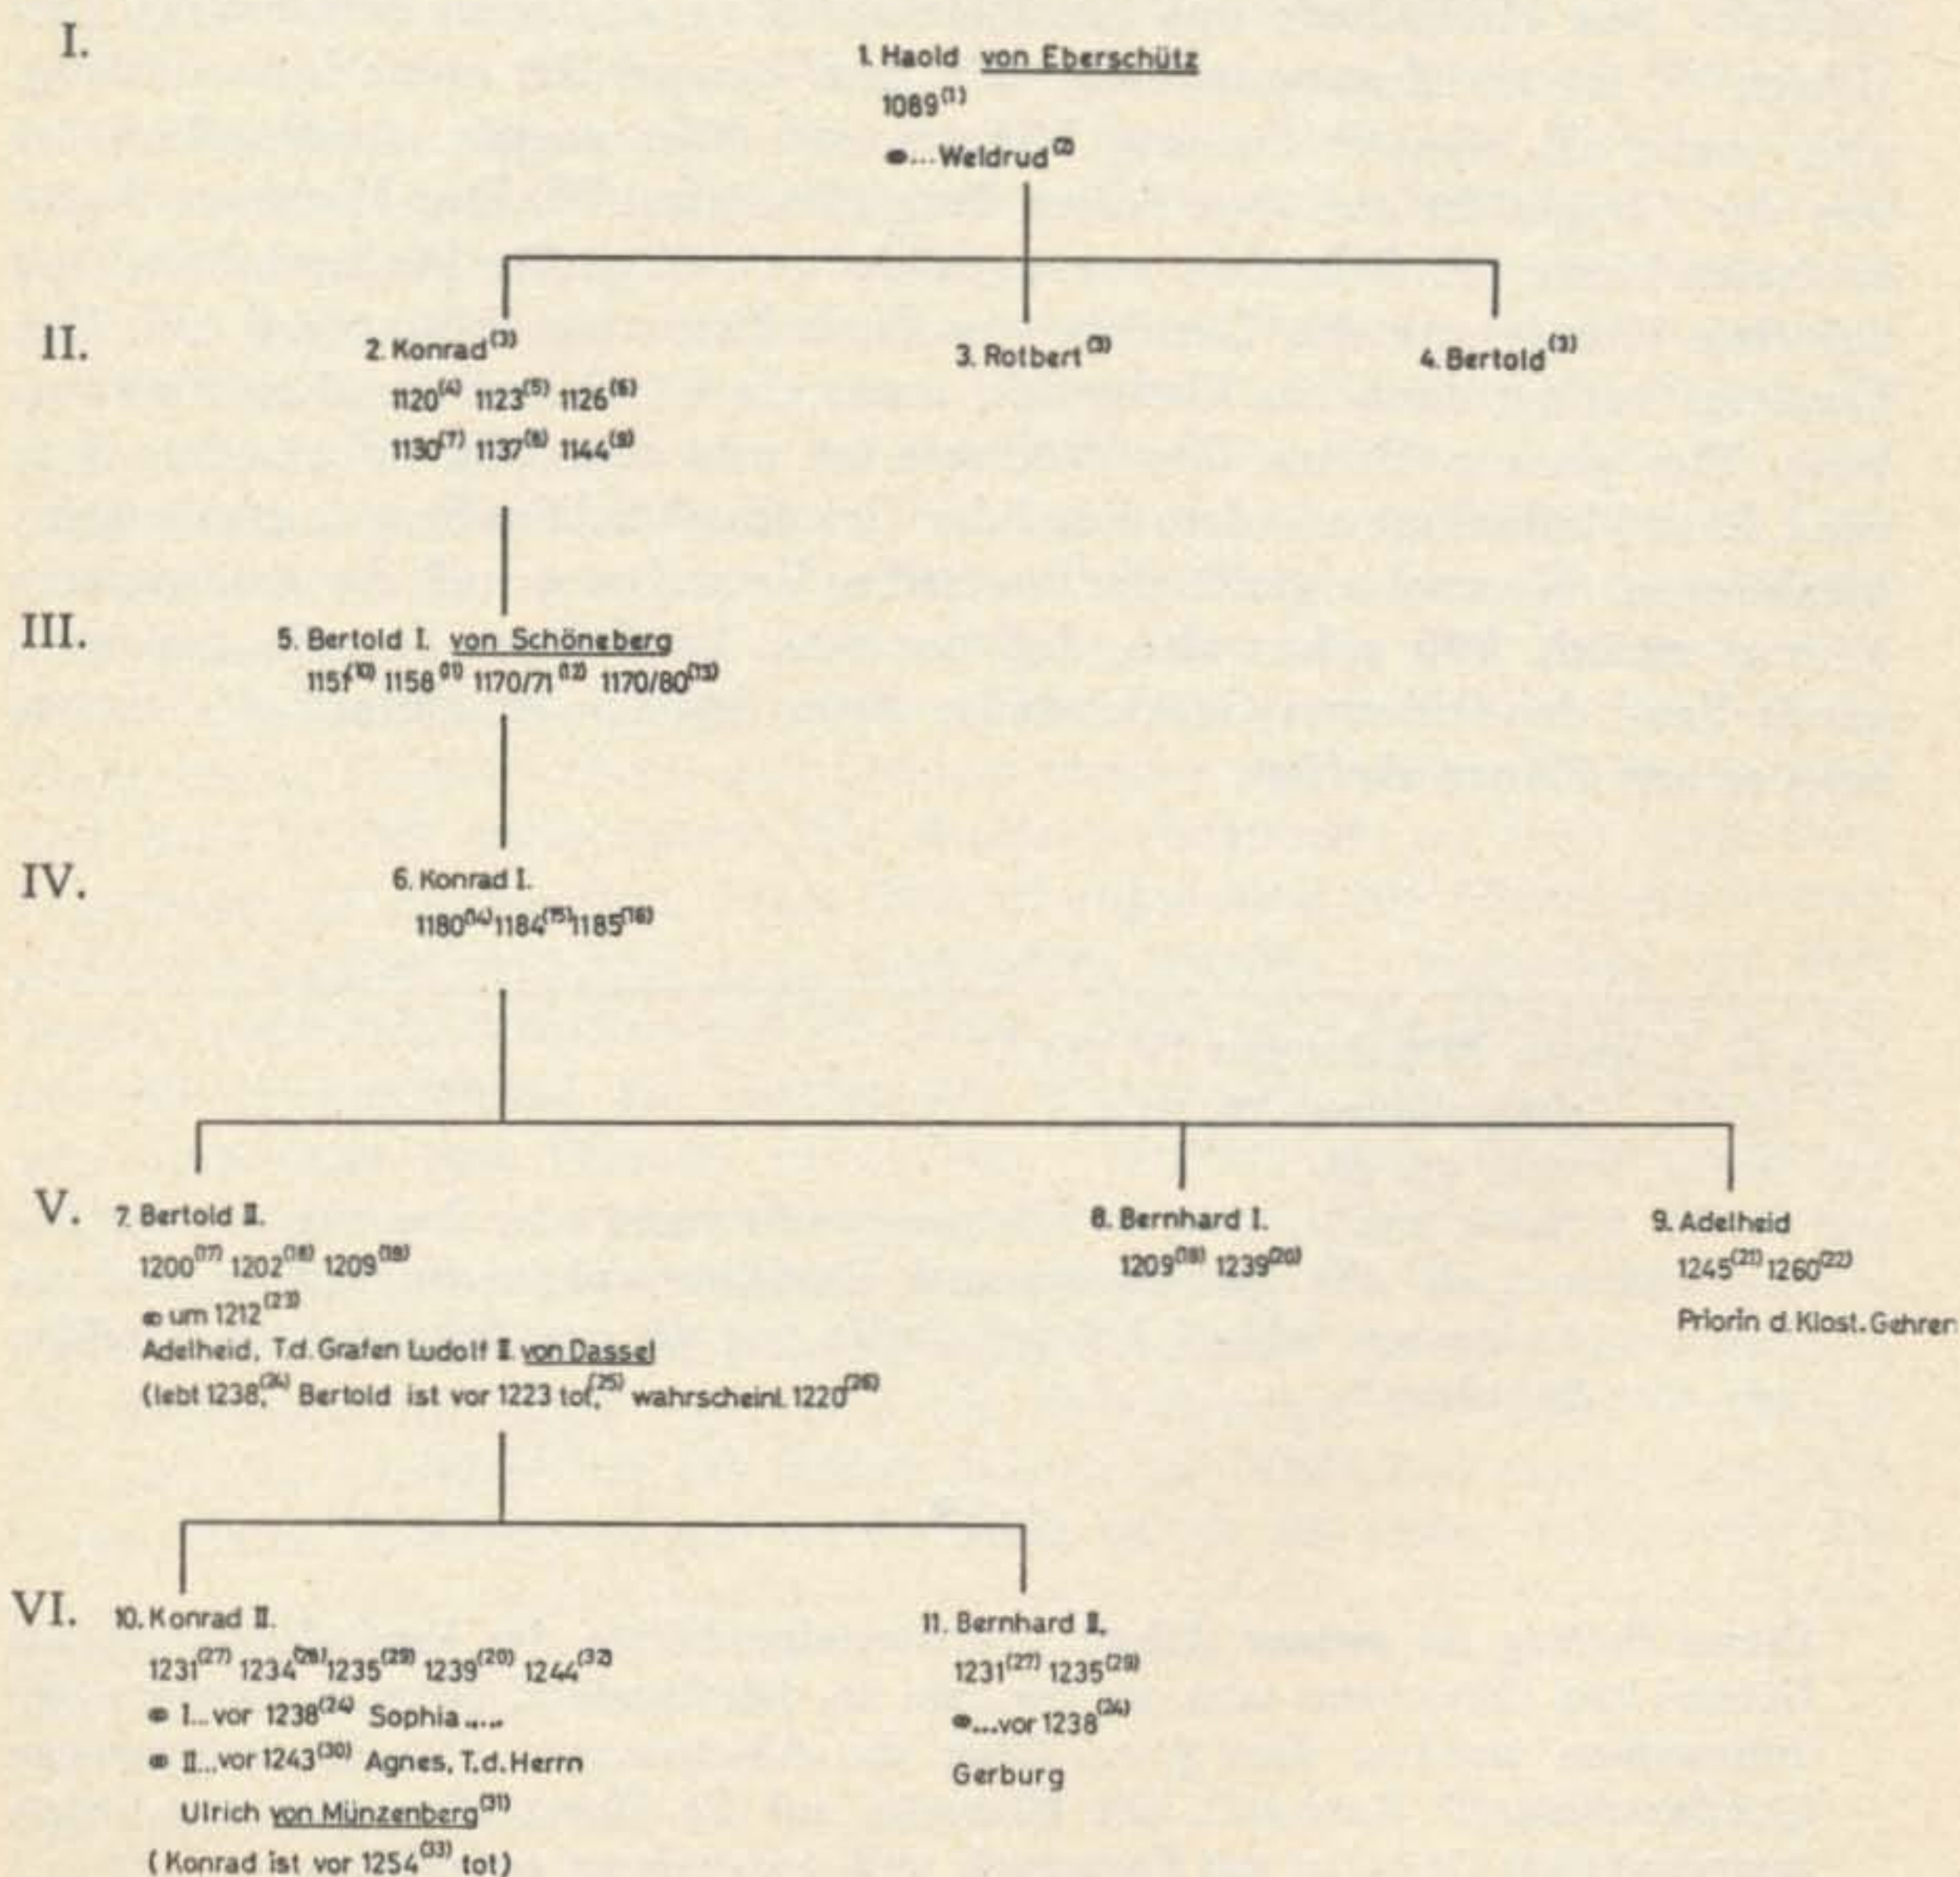 I.
1. Haold von Eberschütz
1089(1)
⚭...Weldrud(2)
II.
2. Konrad(3)
1120(4) 1123(5) 1126(6)
1130(7) 1137(8) 1144(9)
3. Rotbert(3)
4. Bertold(3)
III.
5. Bertold I. von Schöneberg
1151(10) 1158(11) 1170/71(12) 1170/80(13)
IV.
6. Konrad I.
1180(14) 1184(15) 1185(16)
V.
7. Bertold II.
1200(17) 1202(18) 1209(19)
⚭ um 1212(23)
Adelheid, T.d. Grafen Ludolf II. von Dassel
(lebt 1238,(24) Bertold ist vor 1223 tot,(25) wahrscheinl. 1220(26)
8. Bernhard I.
1209(19) 1239(20)
9. Adelheid
1245(21) 1260(22)
Priorin d. Klost. Gehren
VI.
10. Konrad II.
1231(27) 1234(28) 1235(29) 1239(20) 1244(32)
⚭ I...vor 1238(24) Sophia.....
⚭ II...vor 1243(30) Agnes, T.d. Herrn
Ulrich von Münzenberg(31)
(Konrad ist vor 1254(33) tot)
11. Bernhard II.
1231(27) 1235(29)
⚭...vor 1238(24)
Gerburg